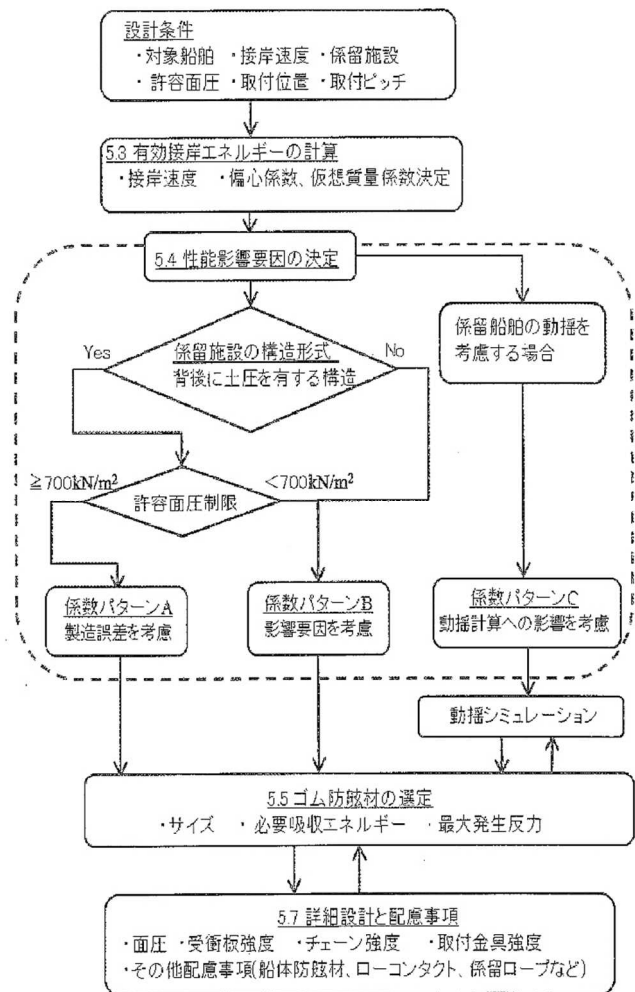 設計条件
・対象船舶 ・接岸速度 ・係留施設
・許容面圧 ・取付位置 ・取付ピッチ
5.3 有効接岸エネルギーの計算
・接岸速度 ・偏心係数、仮想質量係数決定
5.4 性能影響要因の決定
Yes
係留施設の構造形式
背後に土圧を有する構造
No
係留船舶の動揺を
考慮する場合
≧700kN/m²
許容面圧制限
<700kN/m²
係数パターンA
製造誤差を考慮
係数パターンB
影響要因を考慮
係数パターンC
動揺計算への影響を考慮
動揺シミュレーション
5.5 ゴム防舷材の選定
・サイズ ・必要吸収エネルギー ・最大発生反力
5.7 詳細設計と配慮事項
・面圧 ・受衝板強度 ・チェーン強度 ・取付金具強度
・その他配慮事項(船体防舷材、ローコンタクト、係留ロープなど)